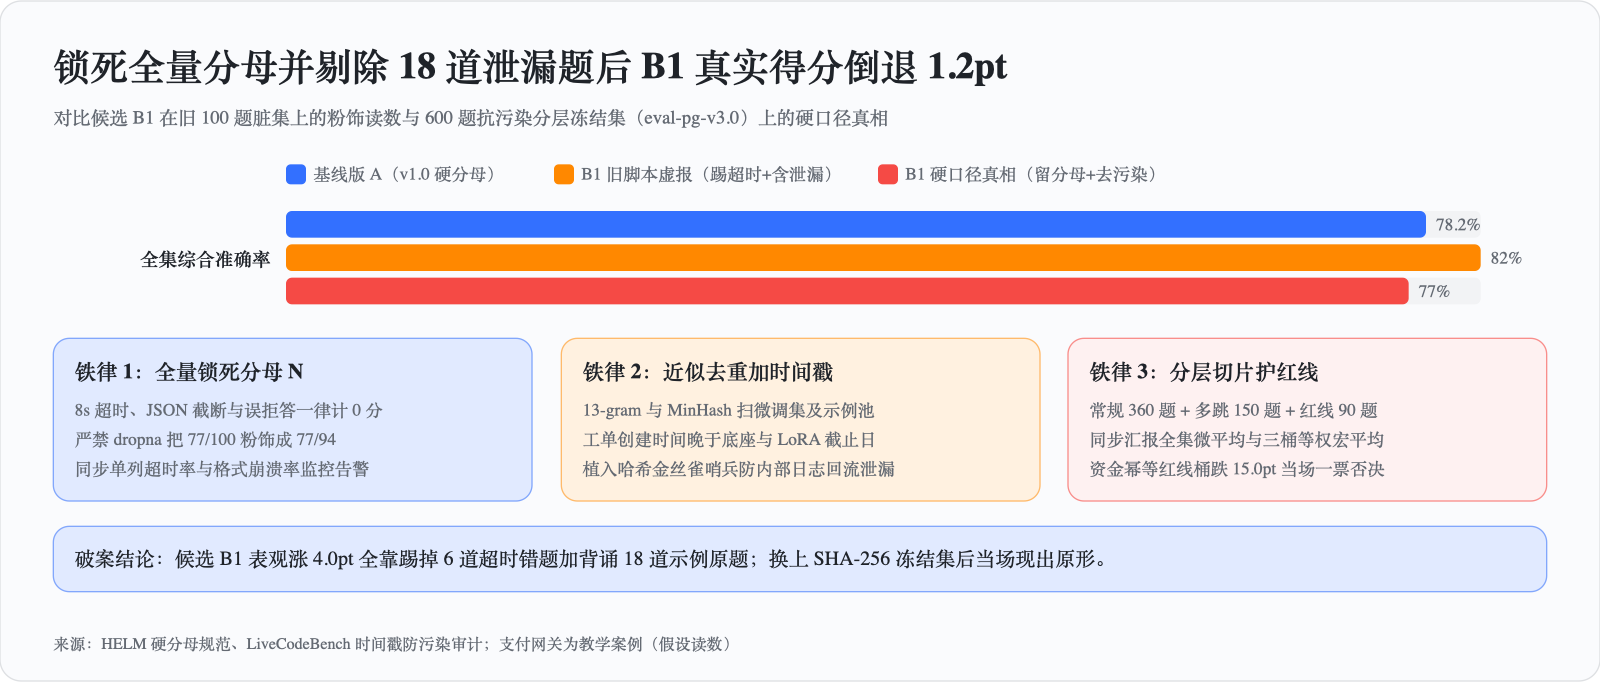 锁死全量分母并剔除 18 道泄漏题后 B1 真实得分倒退 1.2pt
对比候选 B1 在旧 100 题脏集上的粉饰读数与 600 题抗污染分层冻结集（eval-pg-v3.0）上的硬口径真相
基线版 A（v1.0 硬分母）
B1 旧脚本虚报（踢超时+含泄漏）
B1 硬口径真相（留分母+去污染）
全集综合准确率
78.2%
82%
77%
铁律 1：全量锁死分母 N
8s 超时、JSON 截断与误拒答一律计 0 分
严禁 dropna 把 77/100 粉饰成 77/94
同步单列超时率与格式崩溃率监控告警
铁律 2：近似去重加时间戳
13-gram 与 MinHash 扫微调集及示例池
工单创建时间晚于底座与 LoRA 截止日
植入哈希金丝雀哨兵防内部日志回流泄漏
铁律 3：分层切片护红线
常规 360 题 + 多跳 150 题 + 红线 90 题
同步汇报全集微平均与三桶等权宏平均
资金幂等红线桶跌 15.0pt 当场一票否决
破案结论：候选 B1 表观涨 4.0pt 全靠踢掉 6 道超时错题加背诵 18 道示例原题；换上 SHA-256 冻结集后当场现出原形。
来源：HELM 硬分母规范、LiveCodeBench 时间戳防污染审计；支付网关为教学案例（假设读数）